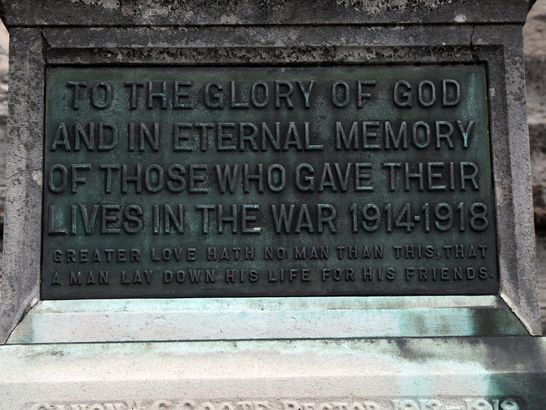 TO THE GLORY OF GOD
AND IN ETERNAL MEMORY
OF THOSE WHO GAVE THEIR
LIVES IN THE WAR 1914-1918
GREATER LOVE HATH NO MAN THAN THIS, THAT
A MAN LAY DOWN HIS LIFE FOR HIS FRIENDS.
RECTOR